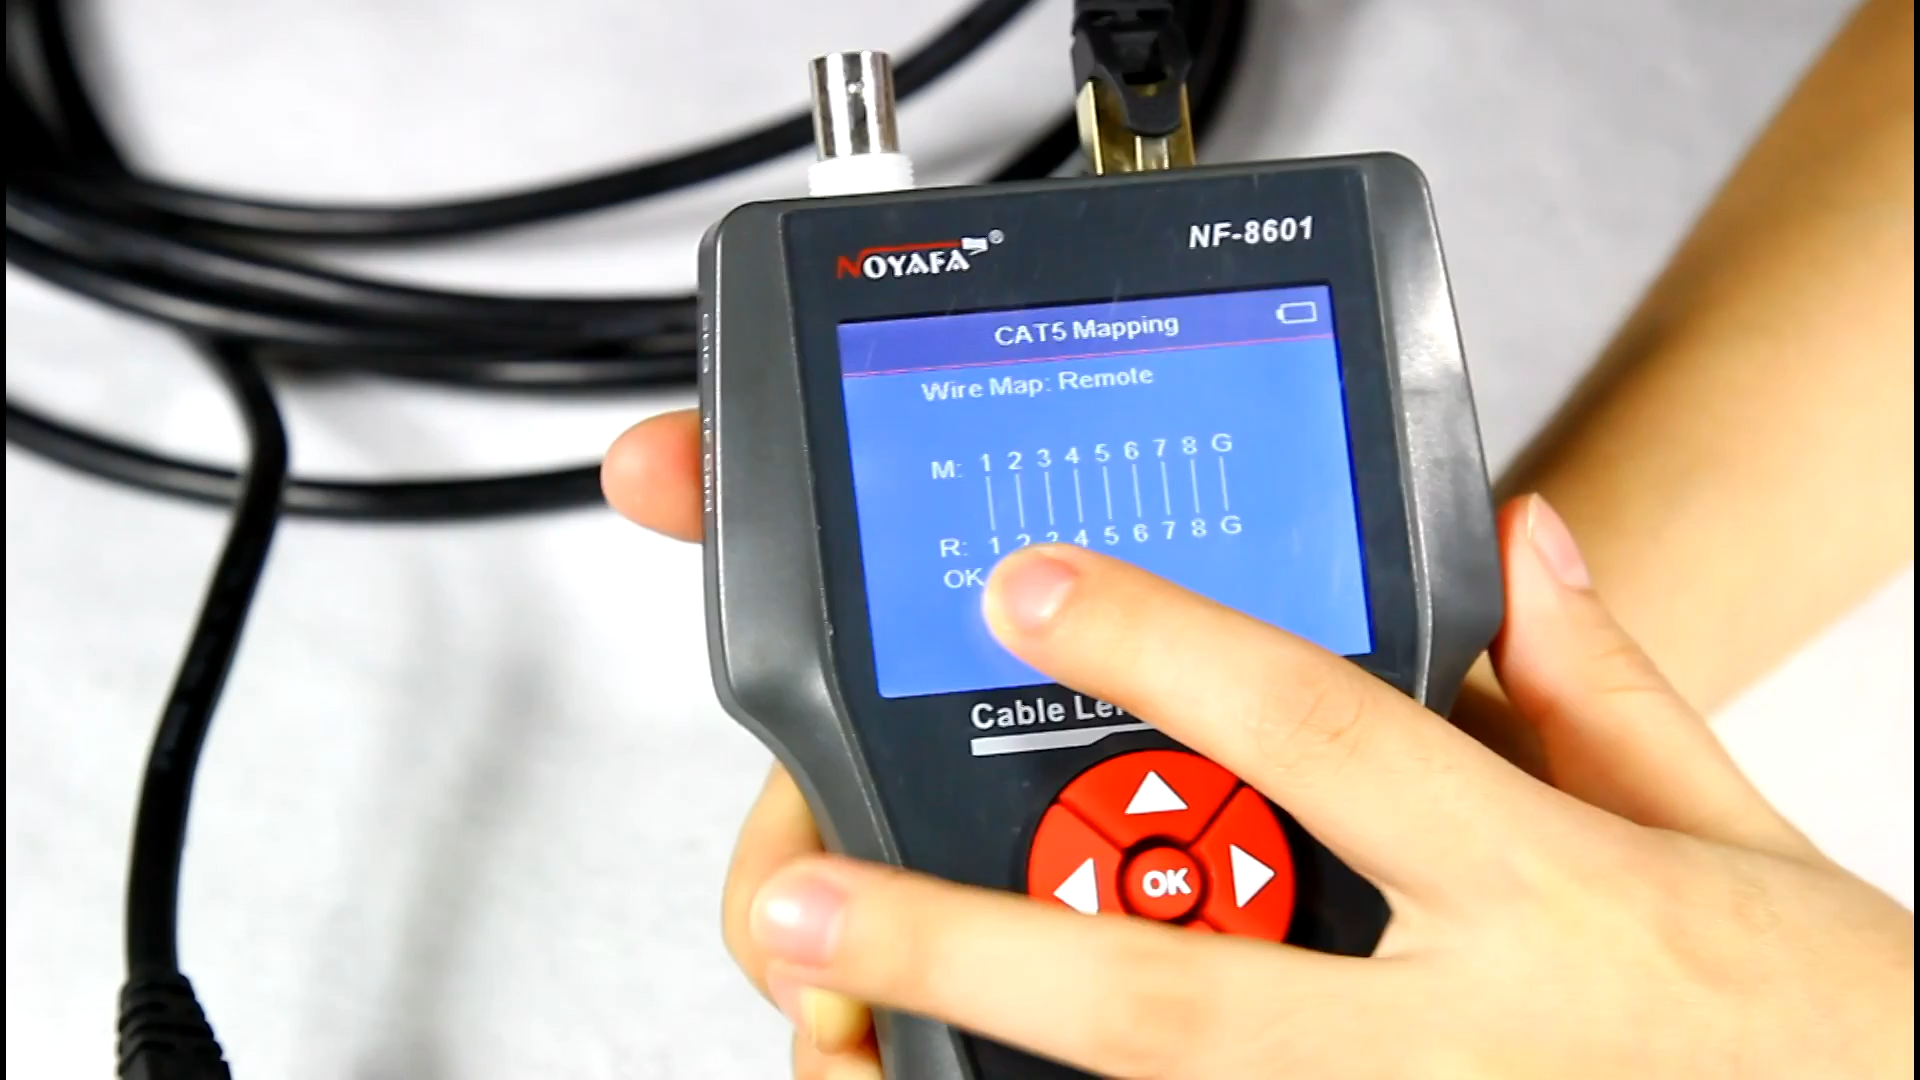 NOYAFA®
NF-8601
CAT5 Mapping
Wire Map: Remote
M: 1 2 3 4 5 6 7 8 G
R: 1 2 3 4 5 6 7 8 G
OK
Cable
OK